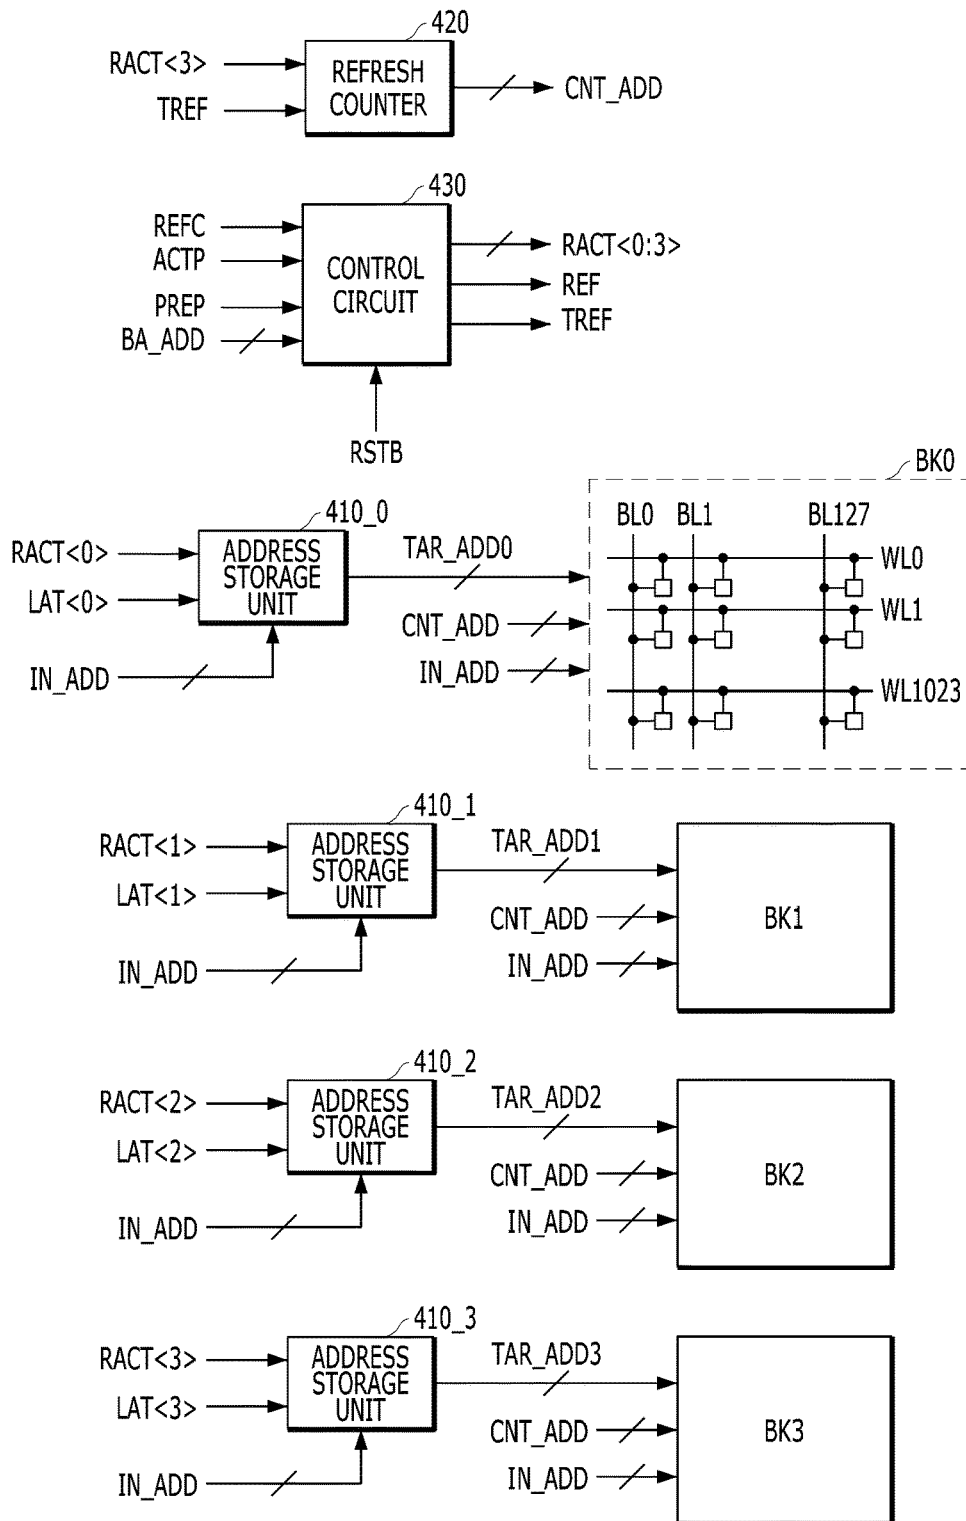 420
RACT<3>
TREF
REFRESH
COUNTER
CNT_ADD
430
REFC
ACTP
PREP
BA_ADD
CONTROL
CIRCUIT
RACT<0:3>
REF
TREF
RSTB
BK0
410_0
RACT<0>
LAT<0>
IN_ADD
ADDRESS
STORAGE
UNIT
TAR_ADD0
CNT_ADD
IN_ADD
BL0 BL1 BL127
WL0
WL1
WL1023
410_1
RACT<1>
LAT<1>
IN_ADD
ADDRESS
STORAGE
UNIT
TAR_ADD1
CNT_ADD
IN_ADD
BK1
410_2
RACT<2>
LAT<2>
IN_ADD
ADDRESS
STORAGE
UNIT
TAR_ADD2
CNT_ADD
IN_ADD
BK2
410_3
RACT<3>
LAT<3>
IN_ADD
ADDRESS
STORAGE
UNIT
TAR_ADD3
CNT_ADD
IN_ADD
BK3